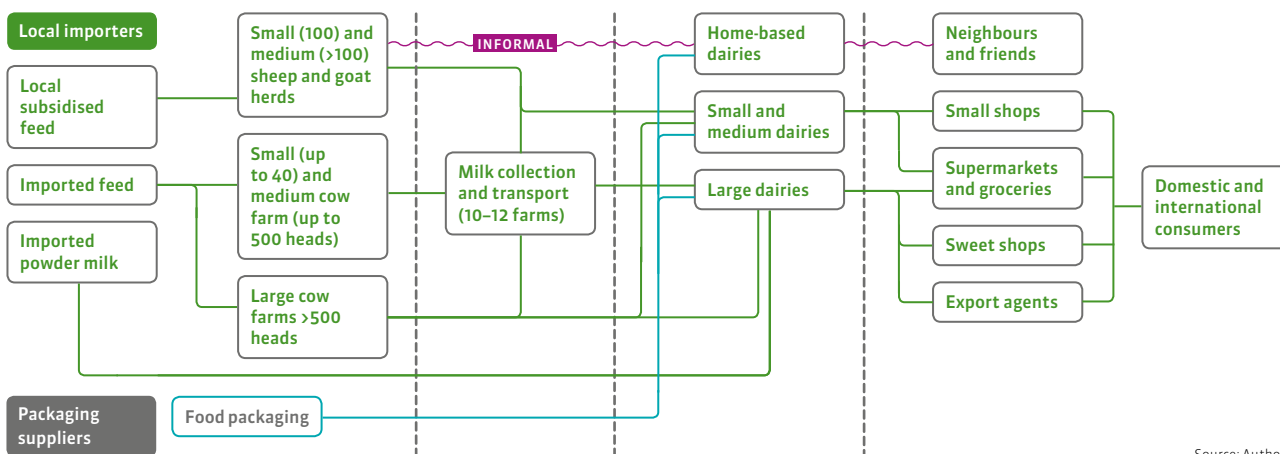 Local importers
Local
subsidised
feed
Imported feed
Imported
powder milk
Packaging
suppliers
Food packaging
Small (100) and
medium (>100)
sheep and goat
herds
Small (up
to 40) and
medium cow
farm (up to
500 heads)
Large cow
farms >500
heads
INFORMAL
Milk collection
and transport
(10–12 farms)
Home-based
dairies
Small and
medium dairies
Large dairies
Neighbours
and friends
Small shops
Supermarkets
and groceries
Sweet shops
Export agents
Domestic and
international
consumers
Source: